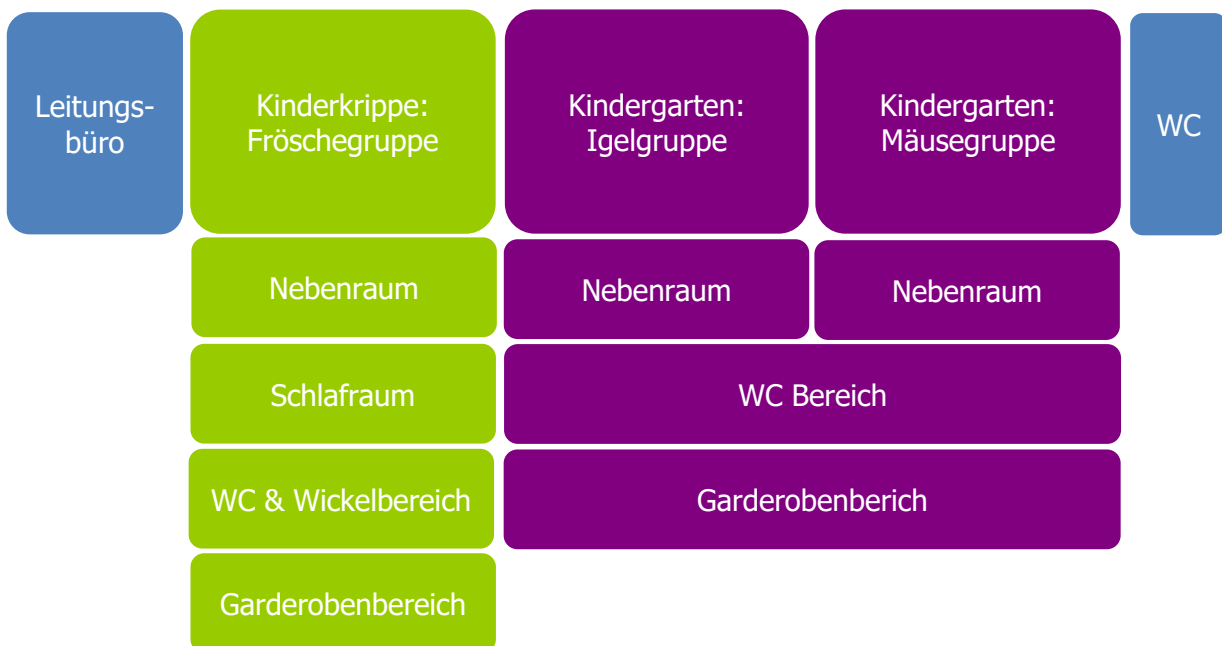 Leitungs-
büro
Kinderkrippe:
Fröschegruppe
Kindergarten:
Igelgruppe
Kindergarten:
Mäusegruppe
WC
Nebenraum
Nebenraum
Nebenraum
Schlafraum
WC Bereich
WC & Wickelbereich
Garderobenberich
Garderobenbereich